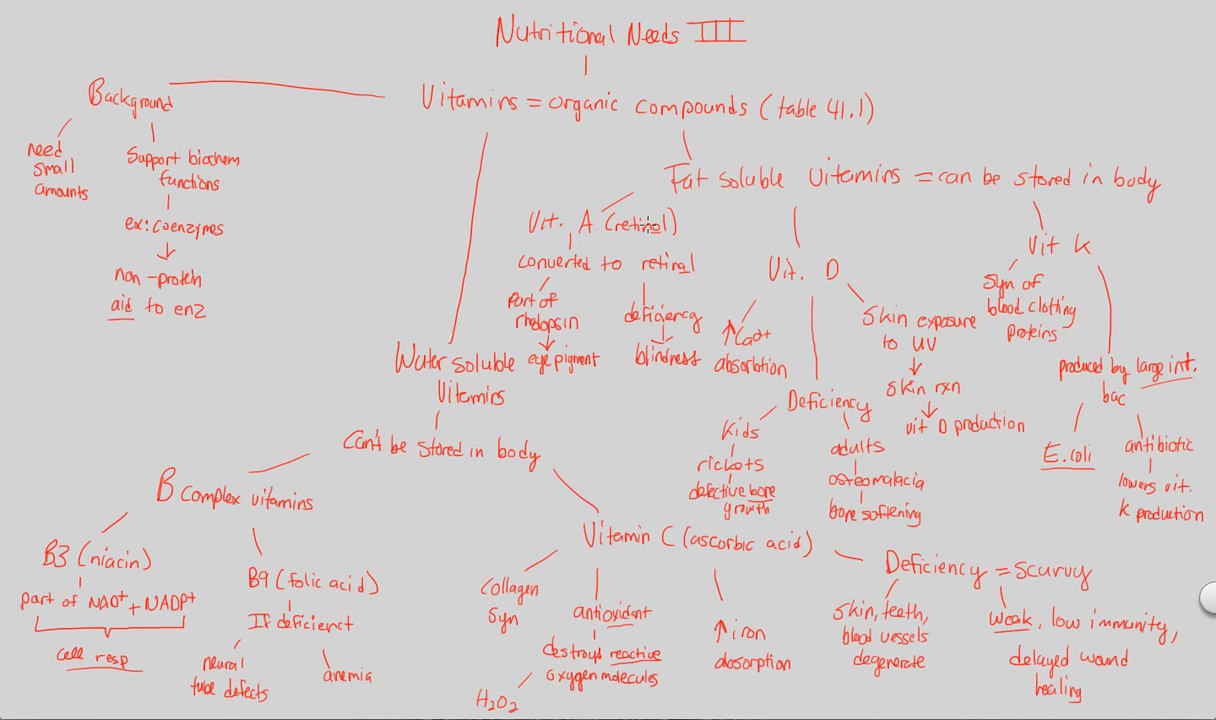 Nutritional Needs III
Background
Vitamins = organic compounds (table 41.1)
need
small
amounts
Support biochem
functions
ex: coenzymes
non-protein
aid to enz
Fat soluble vitamins = can be stored in body
Vit. A (retinol)
converted to retinal
part of
rhodopsin
eye pigment
deficiency
blindness
Vit. D
↑ Ca2+
absorbtion
Deficiency
Kids
rickets
defective bone
growth
adults
osteomalacia
bone softening
Skin exposure
to UV
skin rxn
vit D production
Vit K
Syn of
blood clotting
proteins
produced by large int.
bac
E.coli
antibiotic
lowers vit.
K production
Water soluble
Vitamins
Can't be stored in body
B complex vitamins
B3 (niacin)
part of NAD+ + NADP+
cell resp
B9 (folic acid)
If deficienct
neural
tube defects
anemia
Vitamin C (ascorbic acid)
collagen
syn
antioxidant
destroys reactive
oxygen molecules
H2O2
↑ iron
absorption
Deficiency = scurvy
skin, teeth,
blood vessels
degenerate
weak, low immunity,
delayed wound
healing